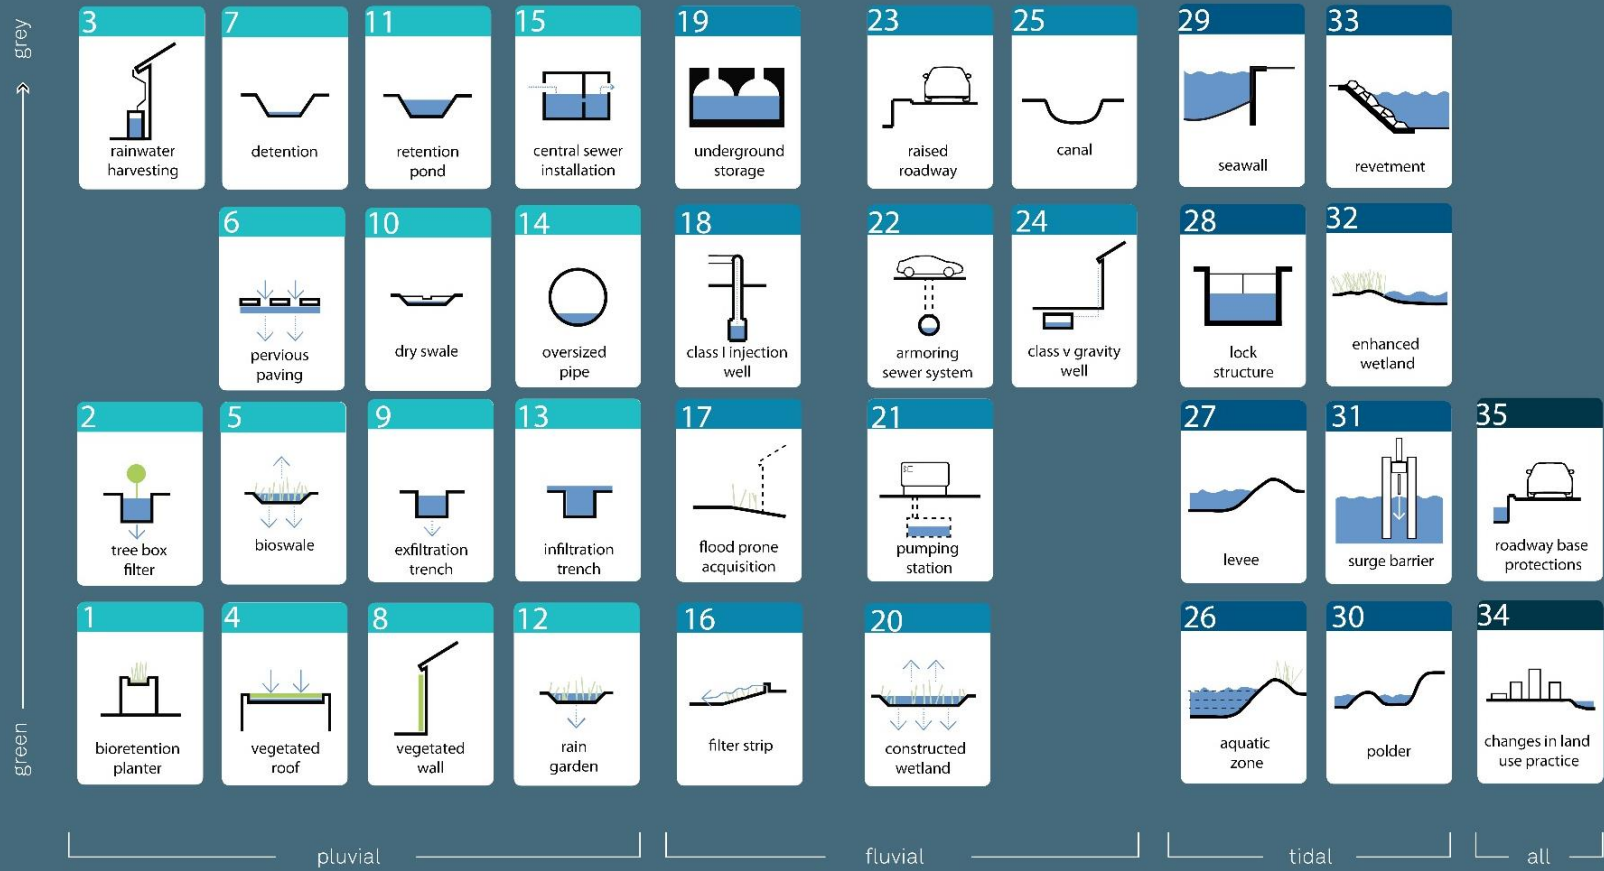 grey
3
7
11
15
19
23
25
29
33
rainwater
harvesting
detention
retention
pond
central sewer
installation
underground
storage
raised
roadway
canal
seawall
revetment
6
10
14
18
22
24
28
32
pervious
paving
dry swale
oversized
pipe
class I injection
well
armoring
sewer system
class v gravity
well
lock
structure
enhanced
wetland
2
5
9
13
17
21
27
31
35
tree box
filter
bioswale
exfiltration
trench
infiltration
trench
flood prone
acquisition
pumping
station
levee
surge barrier
roadway base
protections
1
4
8
12
16
20
26
30
34
bioretention
planter
vegetated
roof
vegetated
wall
rain
garden
filter strip
constructed
wetland
aquatic
zone
polder
changes in land
use practice
green
pluvial
fluvial
tidal
all